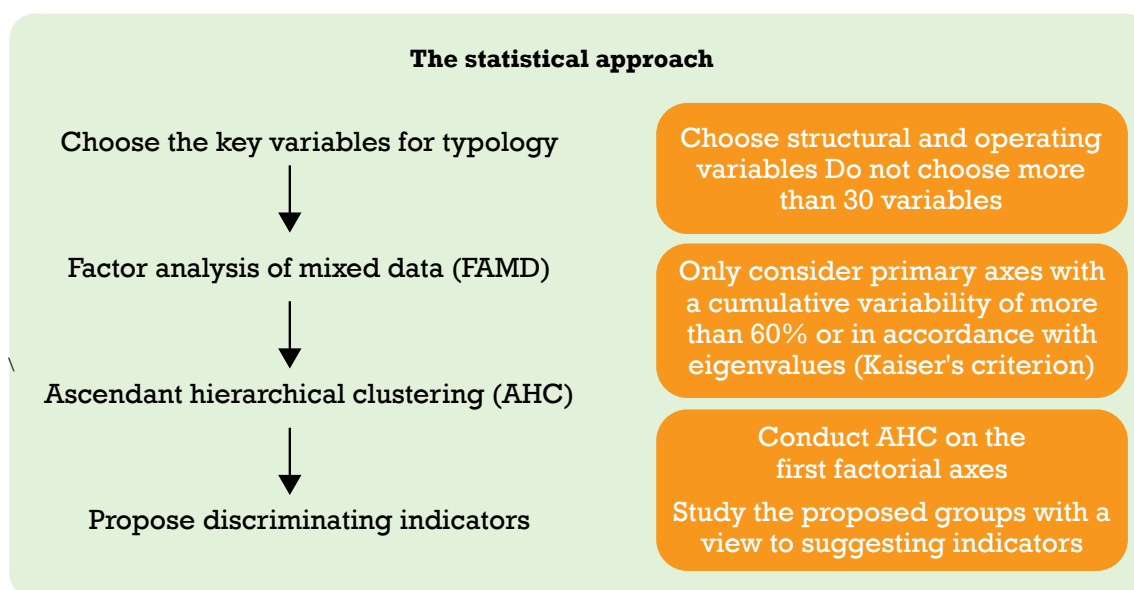 The statistical approach
Choose the key variables for typology
Choose structural and operating
variables Do not choose more
than 30 variables
Factor analysis of mixed data (FAMD)
Only consider primary axes with
a cumulative variability of more
than 60% or in accordance with
eigenvalues (Kaiser's criterion)
\
Ascendant hierarchical clustering (AHC)
Conduct AHC on the
first factorial axes
Propose discriminating indicators
Study the proposed groups with a
view to suggesting indicators